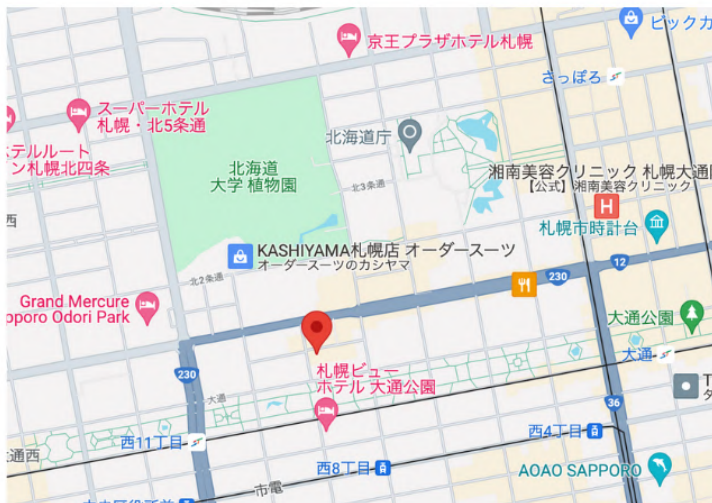 ビックカ
京王プラザホテル札幌
さっぽろ
スーパーホテル
札幌・北5条通
テルルート
ン札幌北四条
北海道
大学 植物園
北海道庁
北3条通
湘南美容クリニック 札幌大通
【公式】湘南美容クリニック
札幌市時計台
西
KASHIYAMA札幌店 オーダースーツ
オーダースーツのカシヤマ
北2条通
230
12
Grand Mercure
pporo Odori Park
大通公園
230
札幌ビュー
ホテル 大通公園
大通
大通
36
西11丁目
西4丁目
大通西
西8丁目
市電
AOAO SAPPORO